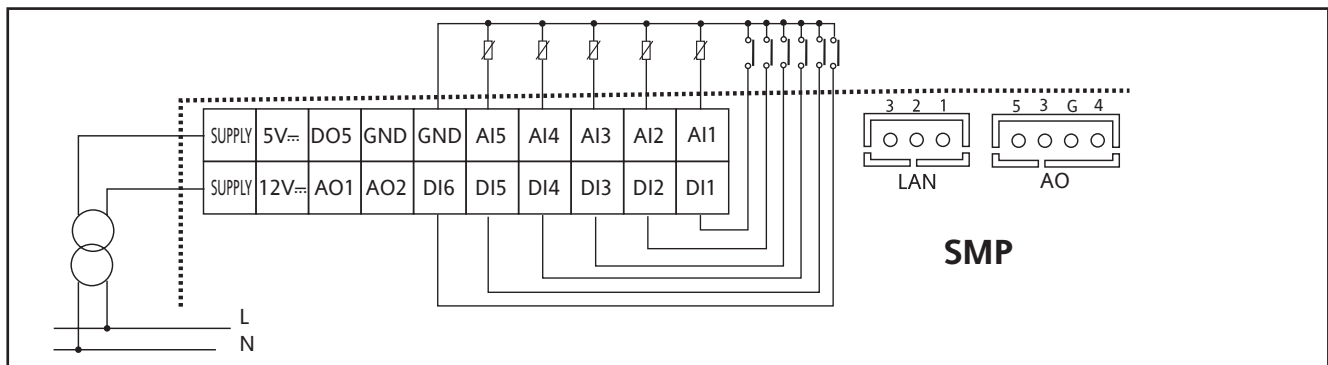 3 2 1
5 3 G 4
SUPPLY 5V⎓ DO5 GND GND AI5 AI4 AI3 AI2 AI1
SUPPLY 12V⎓ AO1 AO2 DI6 DI5 DI4 DI3 DI2 DI1
LAN
AO
SMP
L
N